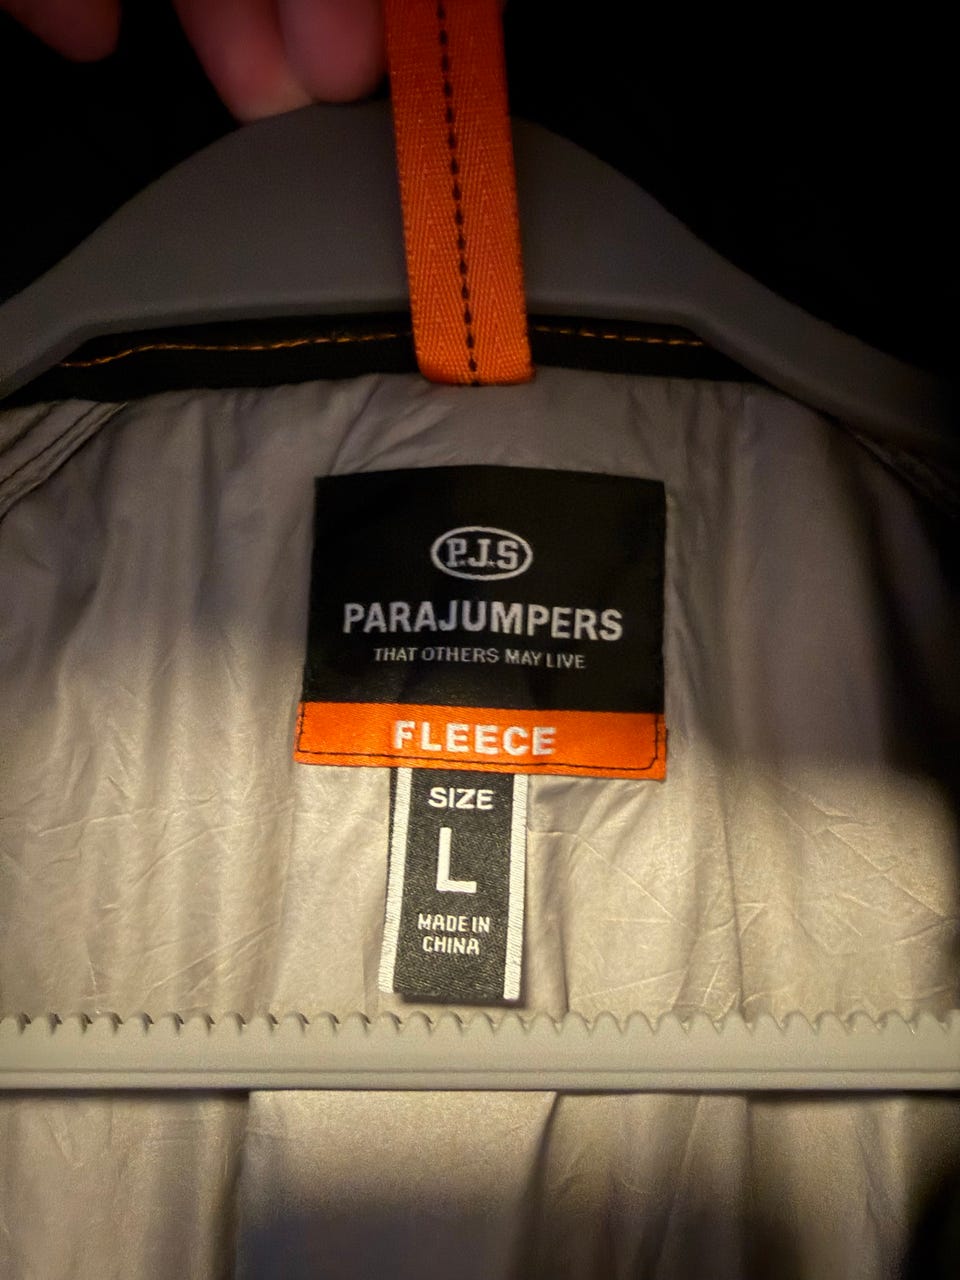 P.J.S
PARAJUMPERS
THAT OTHERS MAY LIVE
FLEECE
SIZE
L
MADE IN
CHINA